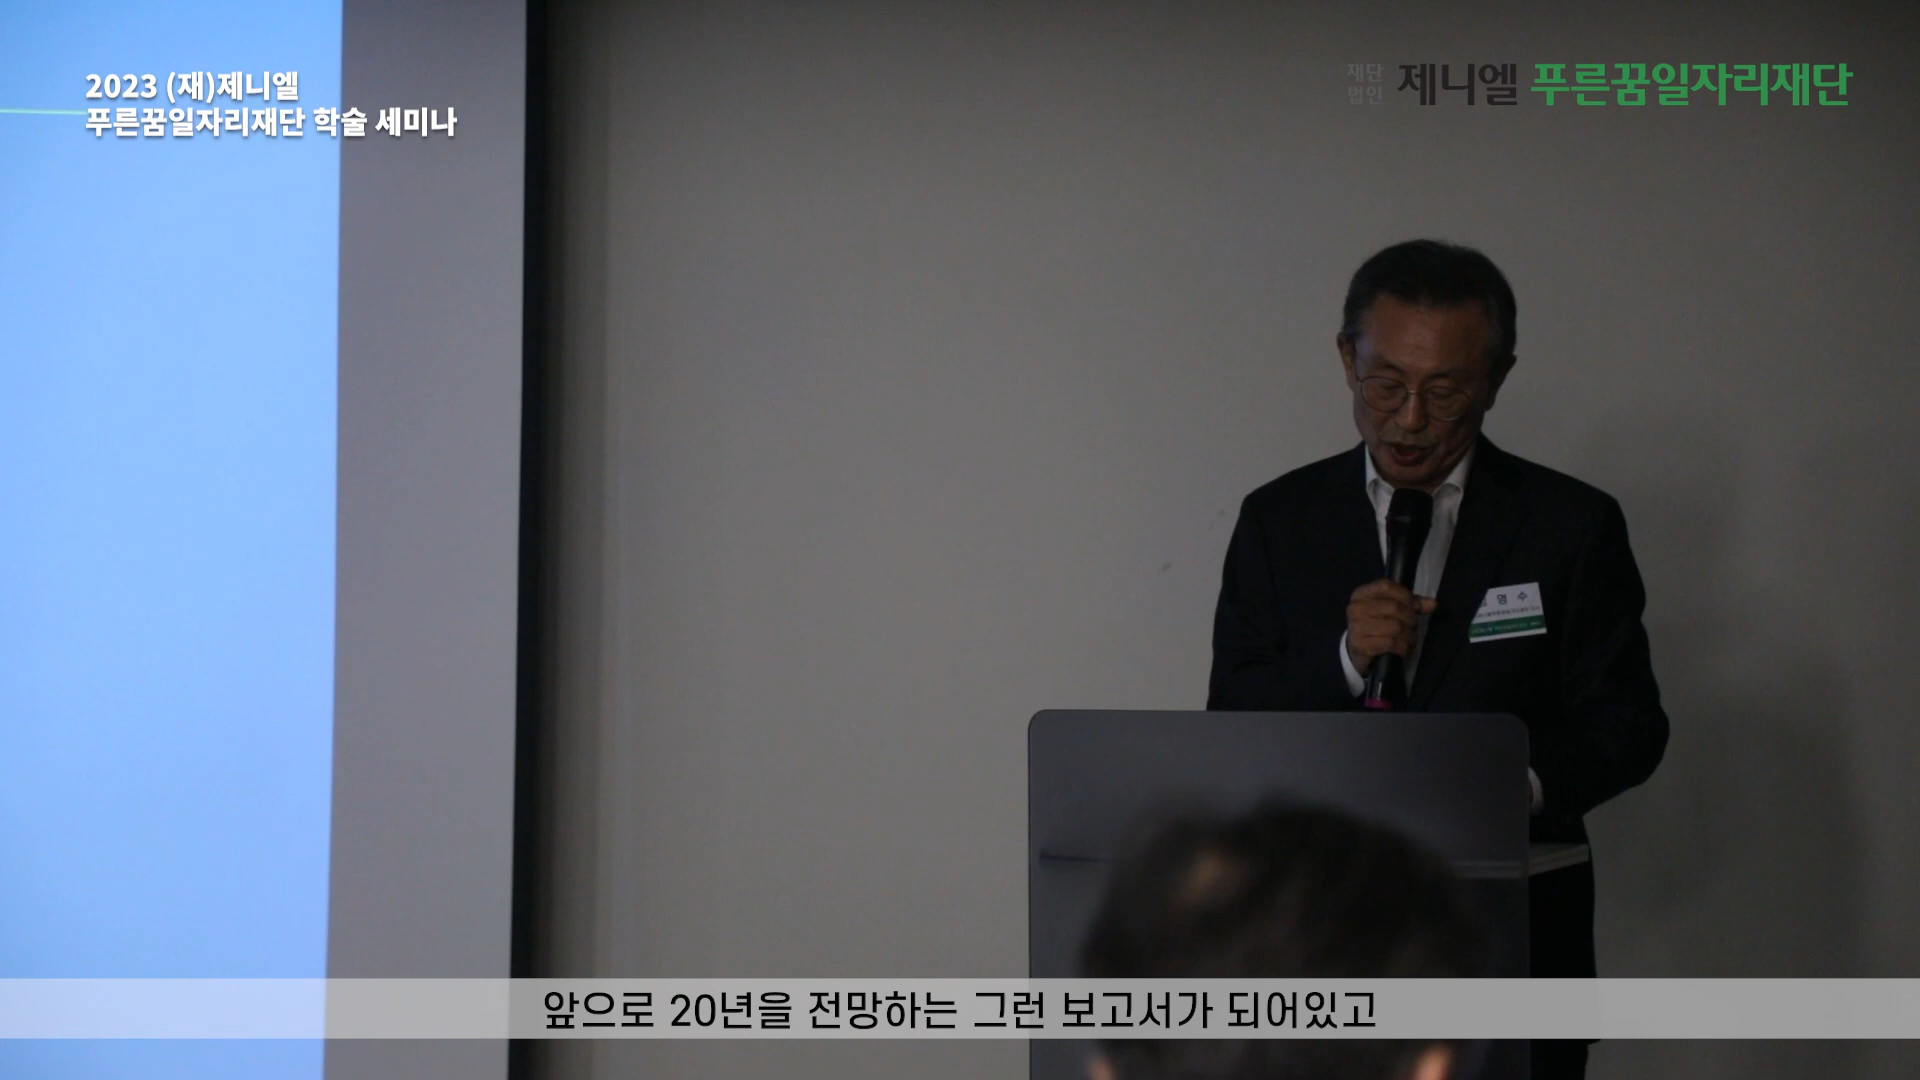 2023 (재)제니엘
푸른꿈일자리재단 학술 세미나
재단
법인
제니엘 푸른꿈일자리재단
영 수
앞으로 20년을 전망하는 그런 보고서가 되어있고